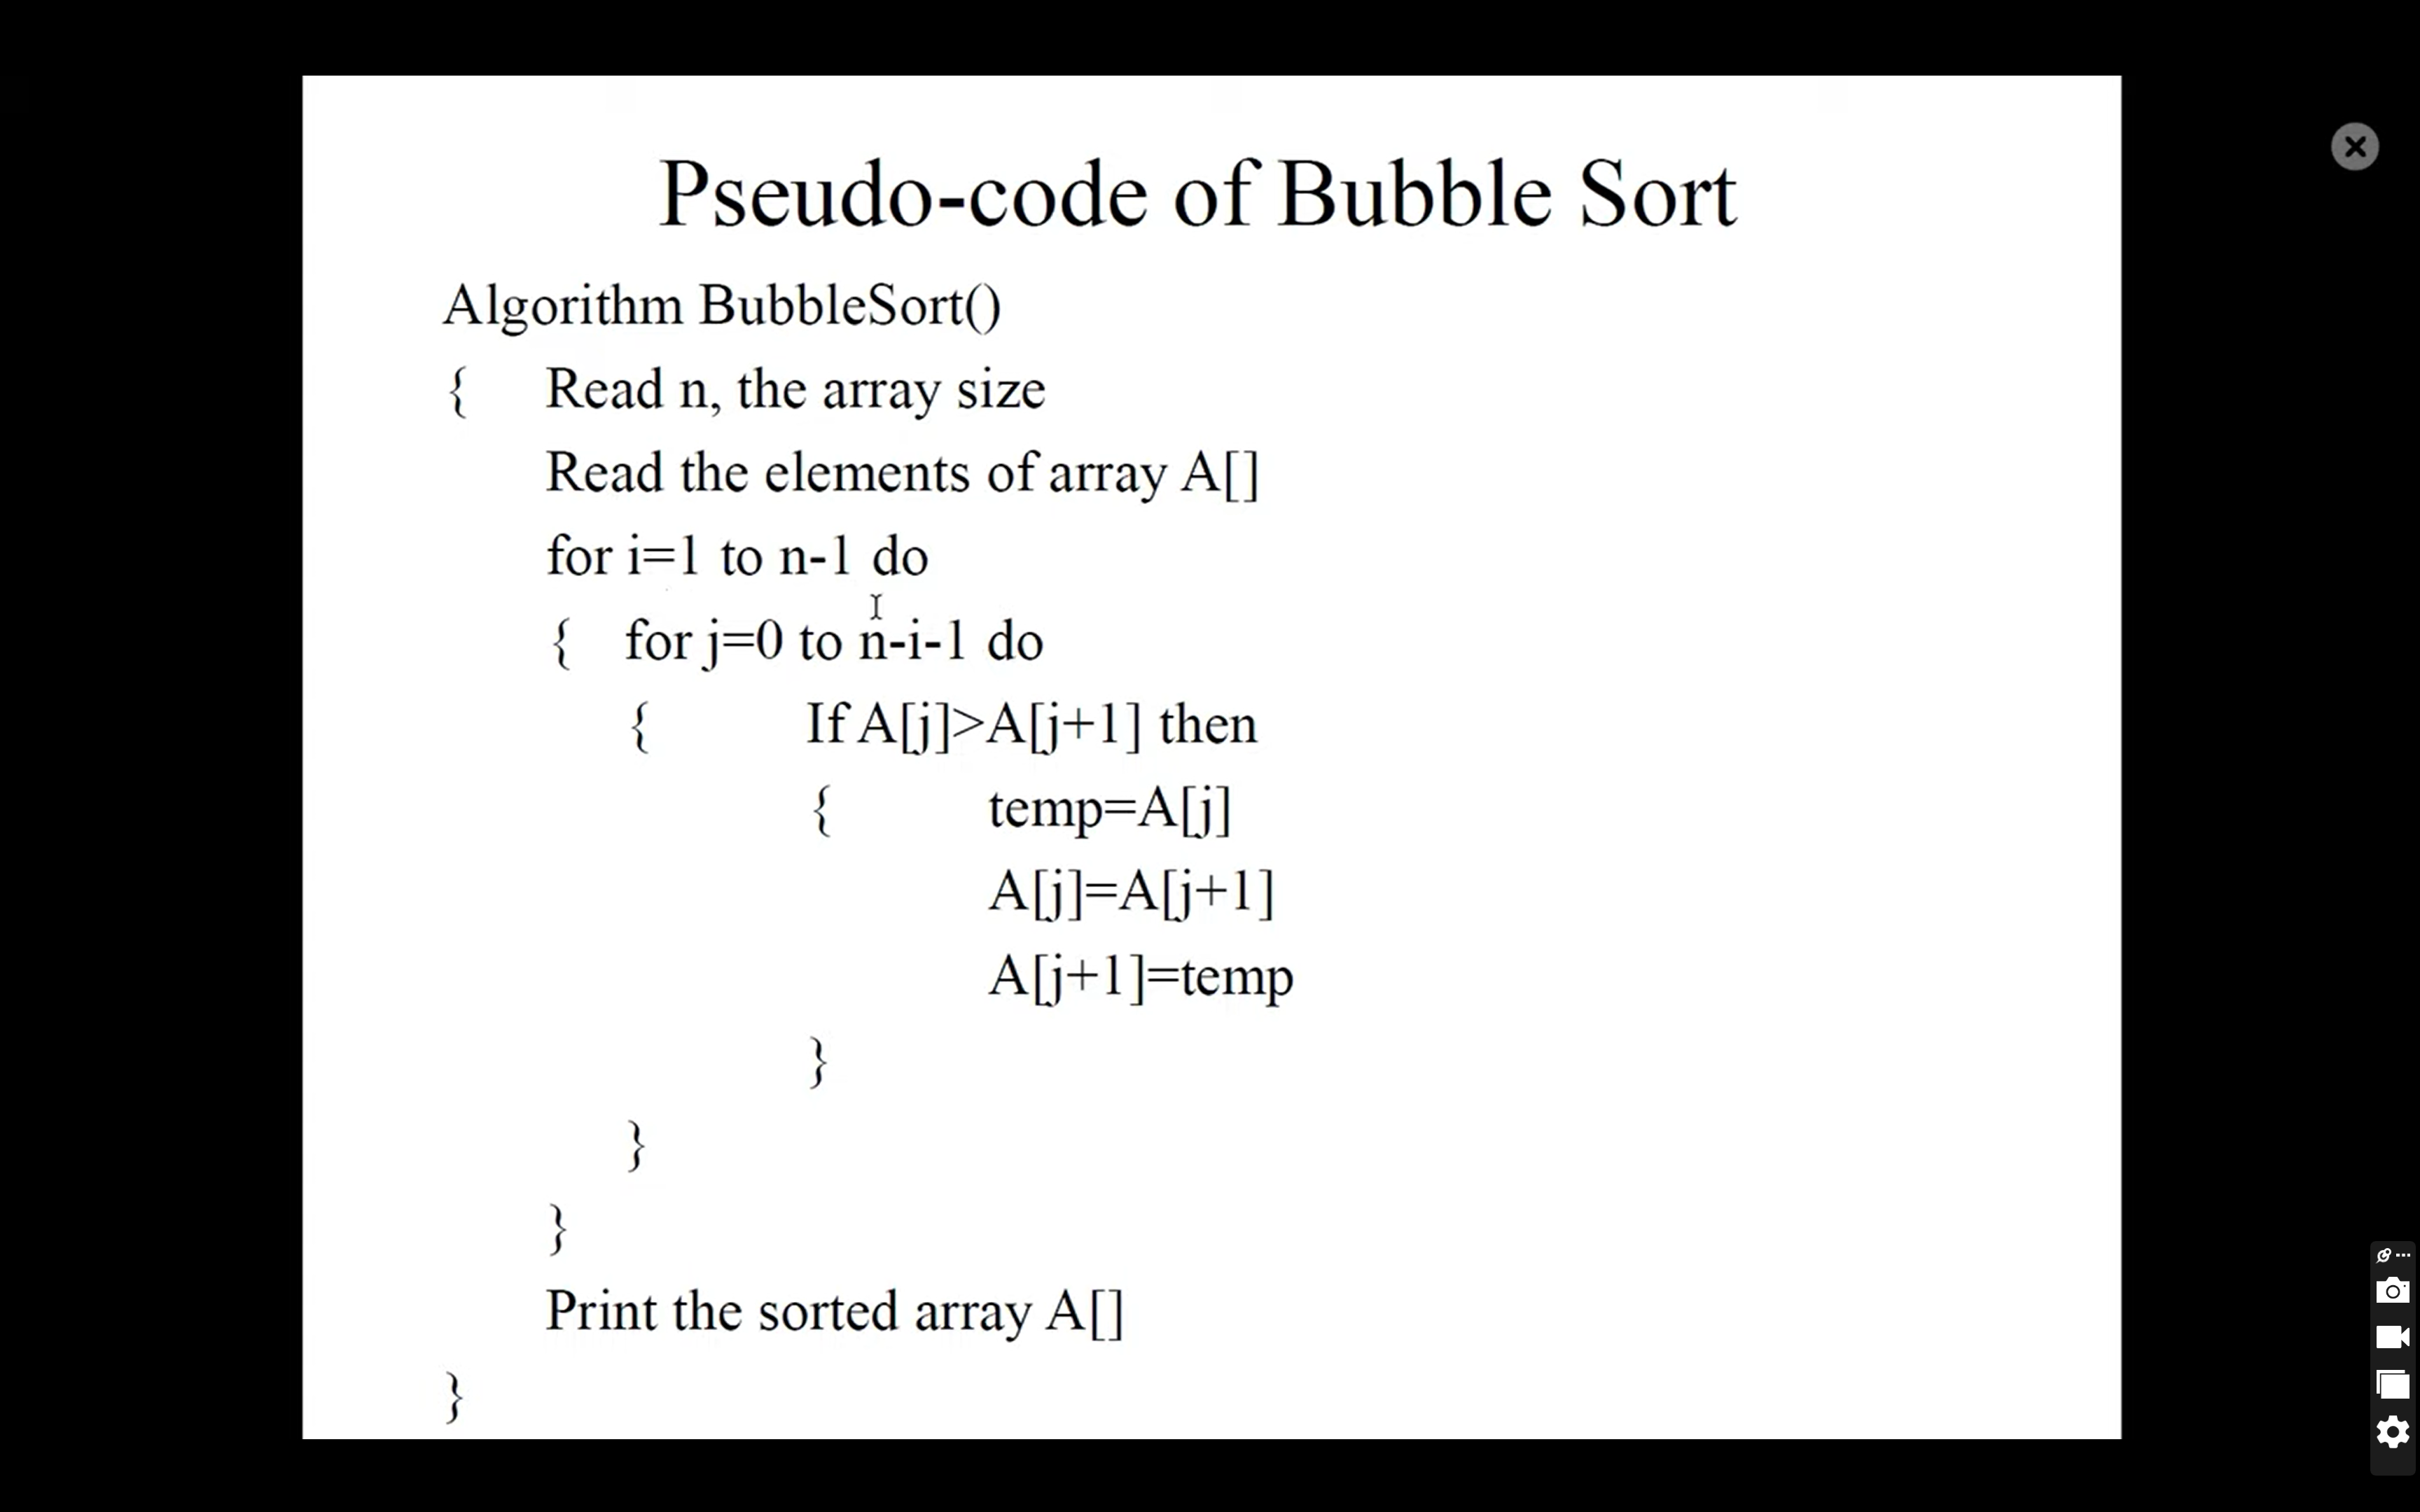 Pseudo-code of Bubble Sort
Algorithm BubbleSort()
{ Read n, the array size
Read the elements of array A[]
for i=1 to n-1 do
{ for j=0 to n-i-1 do
{ If A[j]>A[j+1] then
{ temp=A[j]
A[j]=A[j+1]
A[j+1]=temp
}
}
}
Print the sorted array A[]
}